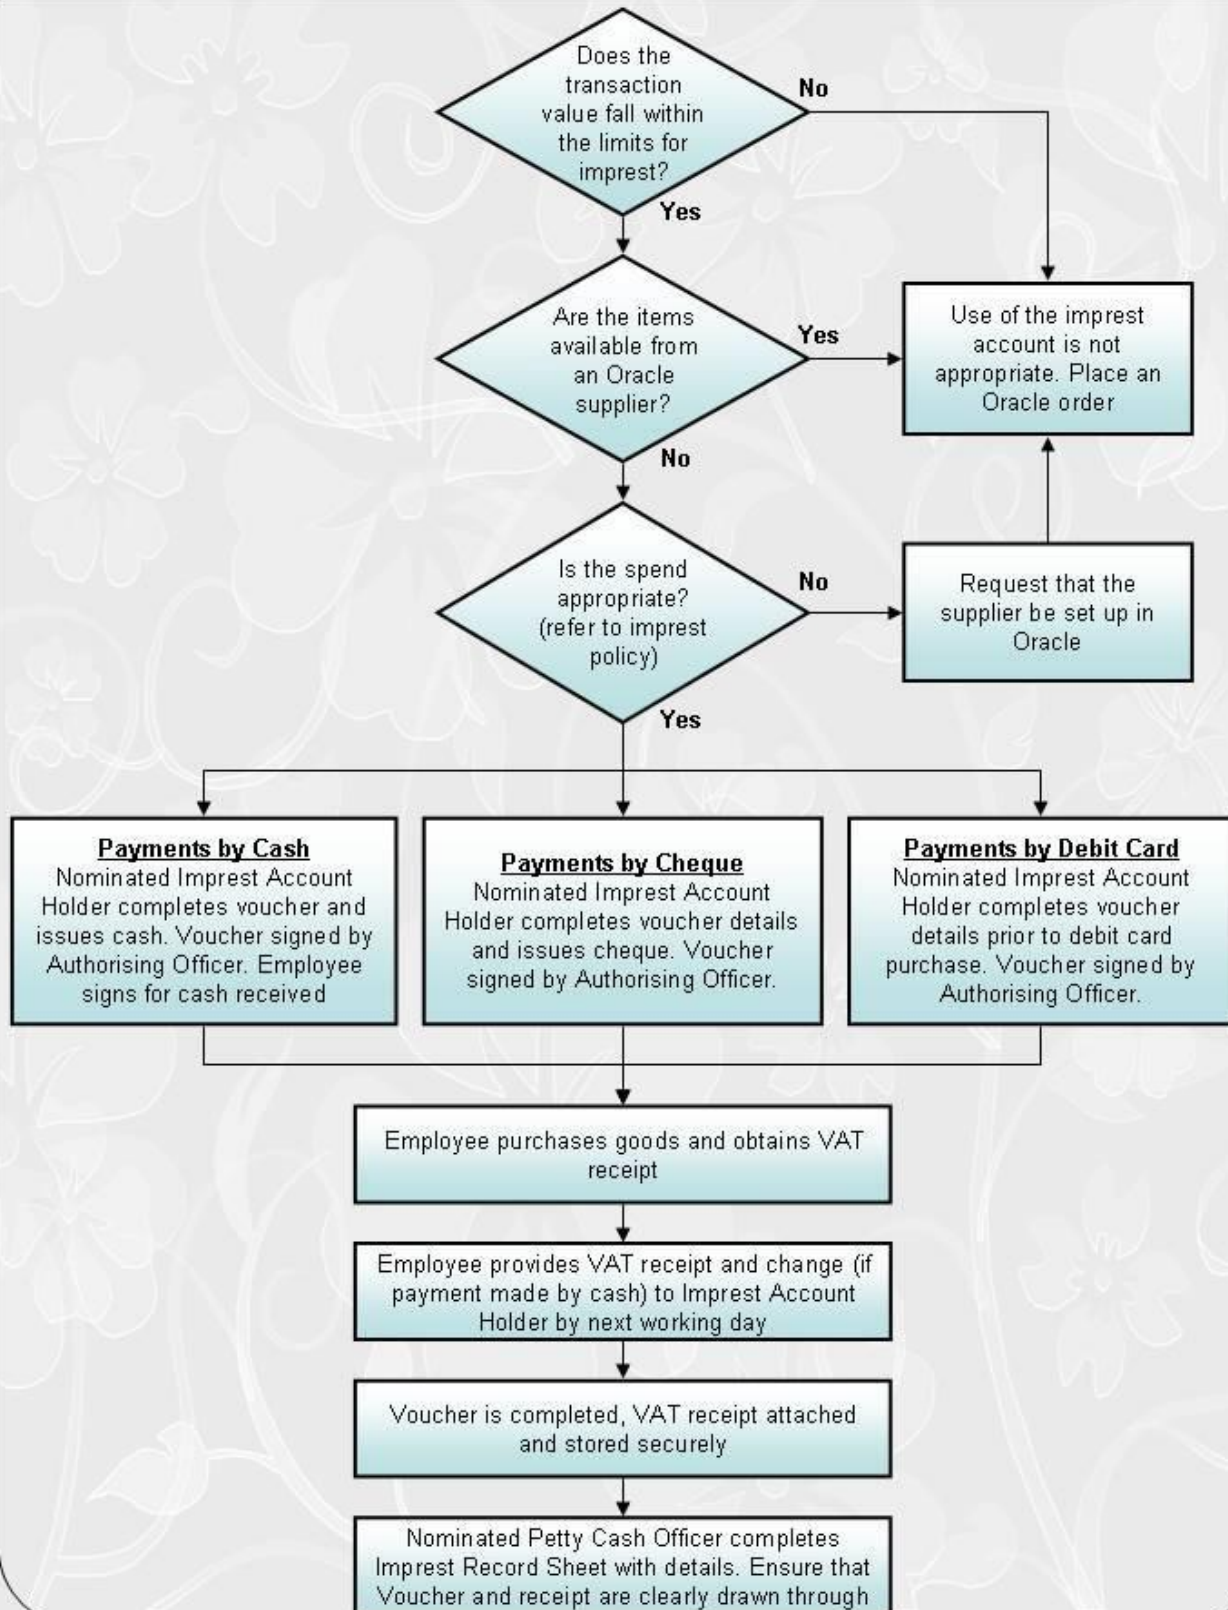 Does the
transaction
value fall within
the limits for
imprest?
No
Yes
Are the items
available from
an Oracle
supplier?
Yes
Use of the imprest
account is not
appropriate. Place an
Oracle order
No
Is the spend
appropriate?
(refer to imprest
policy)
No
Request that the
supplier be set up in
Oracle
Yes
Payments by Cash
Nominated Imprest Account
Holder completes voucher and
issues cash. Voucher signed by
Authorising Officer. Employee
signs for cash received
Payments by Cheque
Nominated Imprest Account
Holder completes voucher details
and issues cheque. Voucher
signed by Authorising Officer.
Payments by Debit Card
Nominated Imprest Account
Holder completes voucher
details prior to debit card
purchase. Voucher signed by
Authorising Officer.
Employee purchases goods and obtains VAT
receipt
Employee provides VAT receipt and change (if
payment made by cash) to Imprest Account
Holder by next working day
Voucher is completed, VAT receipt attached
and stored securely
Nominated Petty Cash Officer completes
Imprest Record Sheet with details. Ensure that
Voucher and receipt are clearly drawn through